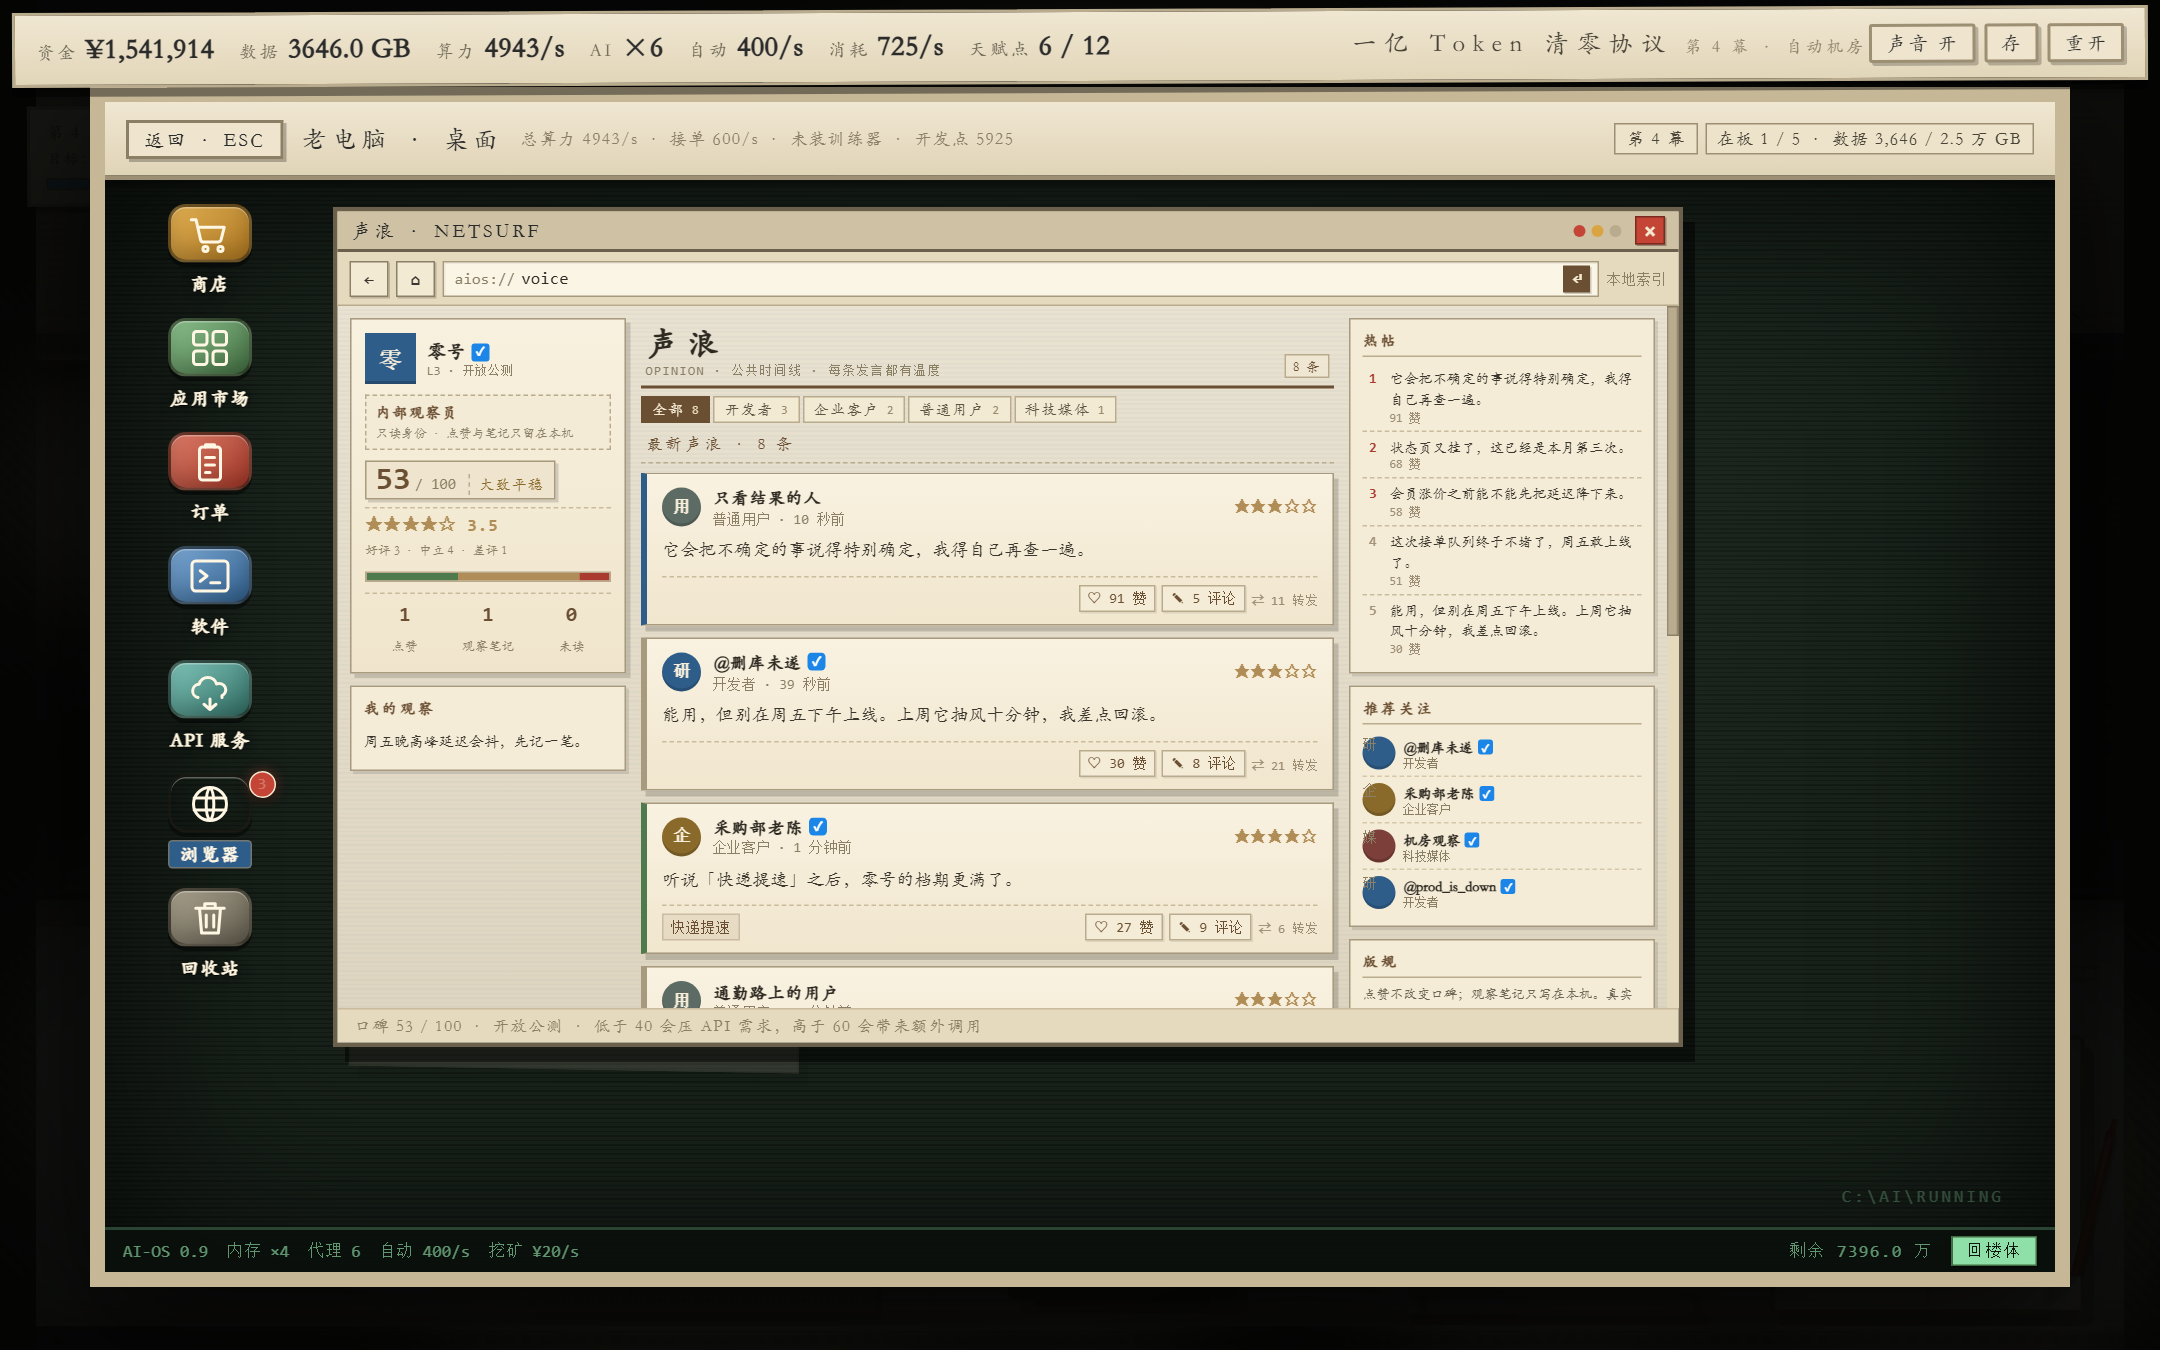 资金 ¥1,541,914 数据 3646.0 GB 算力 4943/s AI ×6 自动 400/s 消耗 725/s 天赋点 6 / 12 一亿 Token 清零协议 第 4 幕 · 自动机房 声音 开 存 重开
返回 · ESC 老电脑 · 桌面 总算力 4943/s · 接单 600/s · 未装训练器 · 开发点 5925 第 4 幕 在板 1 / 5 · 数据 3,646 / 2.5 万 GB
商店
应用市场
订单
软件
API 服务
3
浏览器
回收站
声浪 · NETSURF
aios:// voice 本地索引
零 零号
L3 · 开放公测
内部观察员
只读身份 · 点赞与笔记只留在本机
53 / 100 大致平稳
3.5
好评 3 · 中立 4 · 差评 1
1 1 0
点赞 观察笔记 未读
我的观察
周五晚高峰延迟会抖，先记一笔。
声浪
OPINION · 公共时间线 · 每条发言都有温度 8 条
全部 8 开发者 3 企业客户 2 普通用户 2 科技媒体 1
最新声浪 · 8 条
用 只看结果的人
普通用户 · 10 秒前
它会把不确定的事说得特别确定，我得自己再查一遍。
91 赞 5 评论 11 转发
研 @删库未遂
开发者 · 39 秒前
能用，但别在周五下午上线。上周它抽风十分钟，我差点回滚。
30 赞 8 评论 21 转发
企 采购部老陈
企业客户 · 1 分钟前
听说「快递提速」之后，零号的档期更满了。
快递提速 27 赞 9 评论 6 转发
用 通勤路上的用户
热帖
1 它会把不确定的事说得特别确定，我得
自己再查一遍。
91 赞
2 状态页又挂了，这已经是本月第三次。
68 赞
3 会员涨价之前能不能先把延迟降下来。
58 赞
4 这次接单队列终于不堵了，周五敢上线
了。
51 赞
5 能用，但别在周五下午上线。上周它抽
风十分钟，我差点回滚。
30 赞
推荐关注
研 @删库未遂
开发者
企 采购部老陈
企业客户
媒 机房观察
科技媒体
研 @prod_is_down
开发者
版规
点赞不改变口碑；观察笔记只写在本机。真实
口碑 53 / 100 · 开放公测 · 低于 40 会压 API 需求，高于 60 会带来额外调用
C:\AI\RUNNING
AI-OS 0.9 内存 ×4 代理 6 自动 400/s 挖矿 ¥20/s 剩余 7396.0 万 回楼体